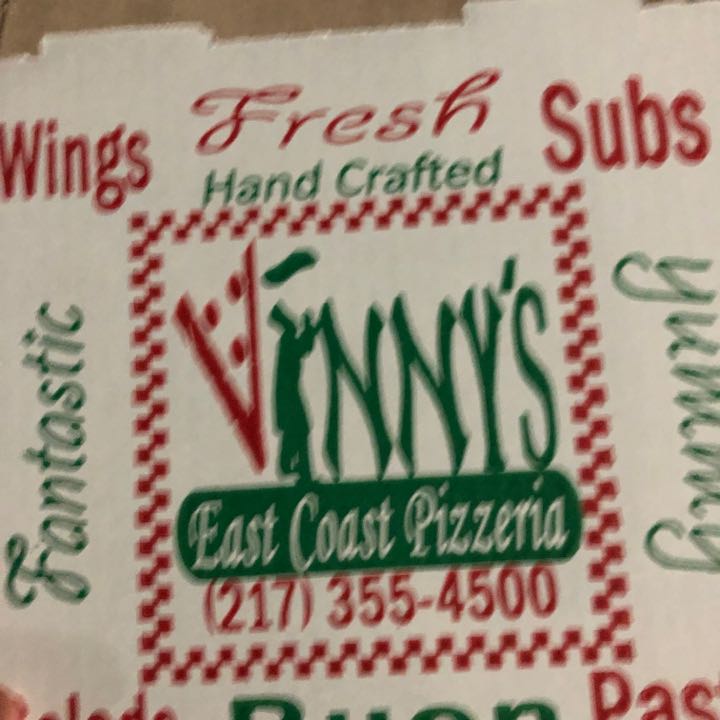 Wings
Fresh
Subs
Hand Crafted
Fantastic
VINNY'S
Yummy
East Coast Pizzeria
(217) 355-4500